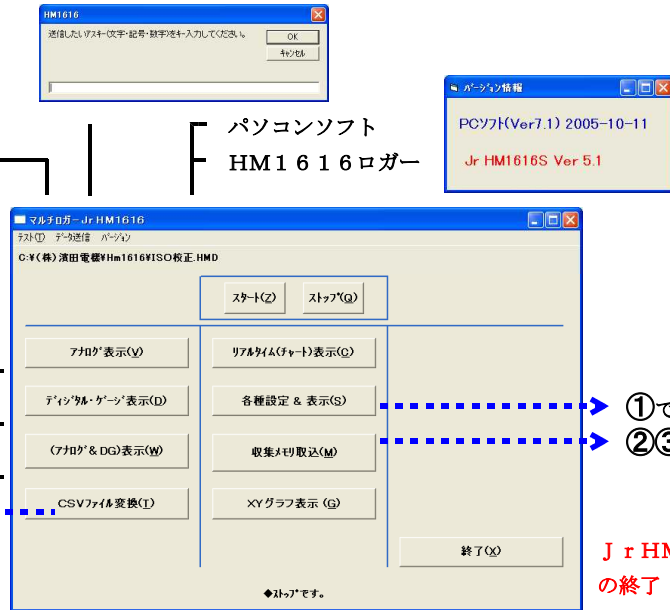 HM1616
送信したいアスキー(文字・記号・数字)をキー入力してください。
OK
キャンセル
パソコンソフト
HM1616ロガー
バージョン情報
PCソフト(Ver7.1) 2005-10-11
Jr HM1616S Ver 5.1
マルチロガーJr HM1616
テスト(T) データ送信 バージョン
C:¥(株)濱田電機¥Hm1616¥ISO校正.HMD
スタート(Z) ストップ(Q)
アナログ表示(V) リアルタイム(チャート)表示(C)
ディジタル・ゲージ表示(D) 各種設定 & 表示(S)
①で
(アナログ & DG)表示(W) 収集メモリ取込(M)
②③
CSVファイル変換(T) XYグラフ表示 (G)
終了(X)
JrHM
の終了
◆ストップです。